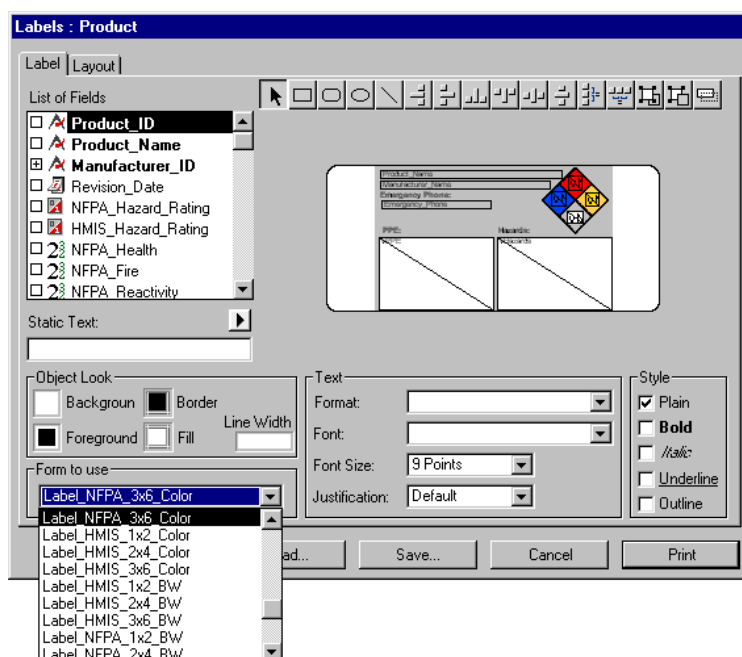 Labels : Product
Label
Layout
List of Fields
Product_ID
Product_Name
Manufacturer_ID
Revision_Date
NFPA_Hazard_Rating
HMIS_Hazard_Rating
NFPA_Health
NFPA_Fire
NFPA_Reactivity
Product_Name
Manufacturer_Name
Emergency Phone:
Emergency_Phone
PPE:
Hazards:
Static Text:
Object Look
Backgroun
Border
Foreground
Fill
Line Width
Text
Format:
Font:
Font Size:
9 Points
Justification:
Default
Style
Plain
Bold
Italic
Underline
Outline
Form to use
Label_NFPA_3x6_Color
Label_NFPA_3x6_Color
Label_HMIS_1x2_Color
Label_HMIS_2x4_Color
Label_HMIS_3x6_Color
Label_HMIS_1x2_BW
Label_HMIS_2x4_BW
Label_HMIS_3x6_BW
Label_NFPA_1x2_BW
Label_NFPA_2x4_BW
ad...
Save...
Cancel
Print